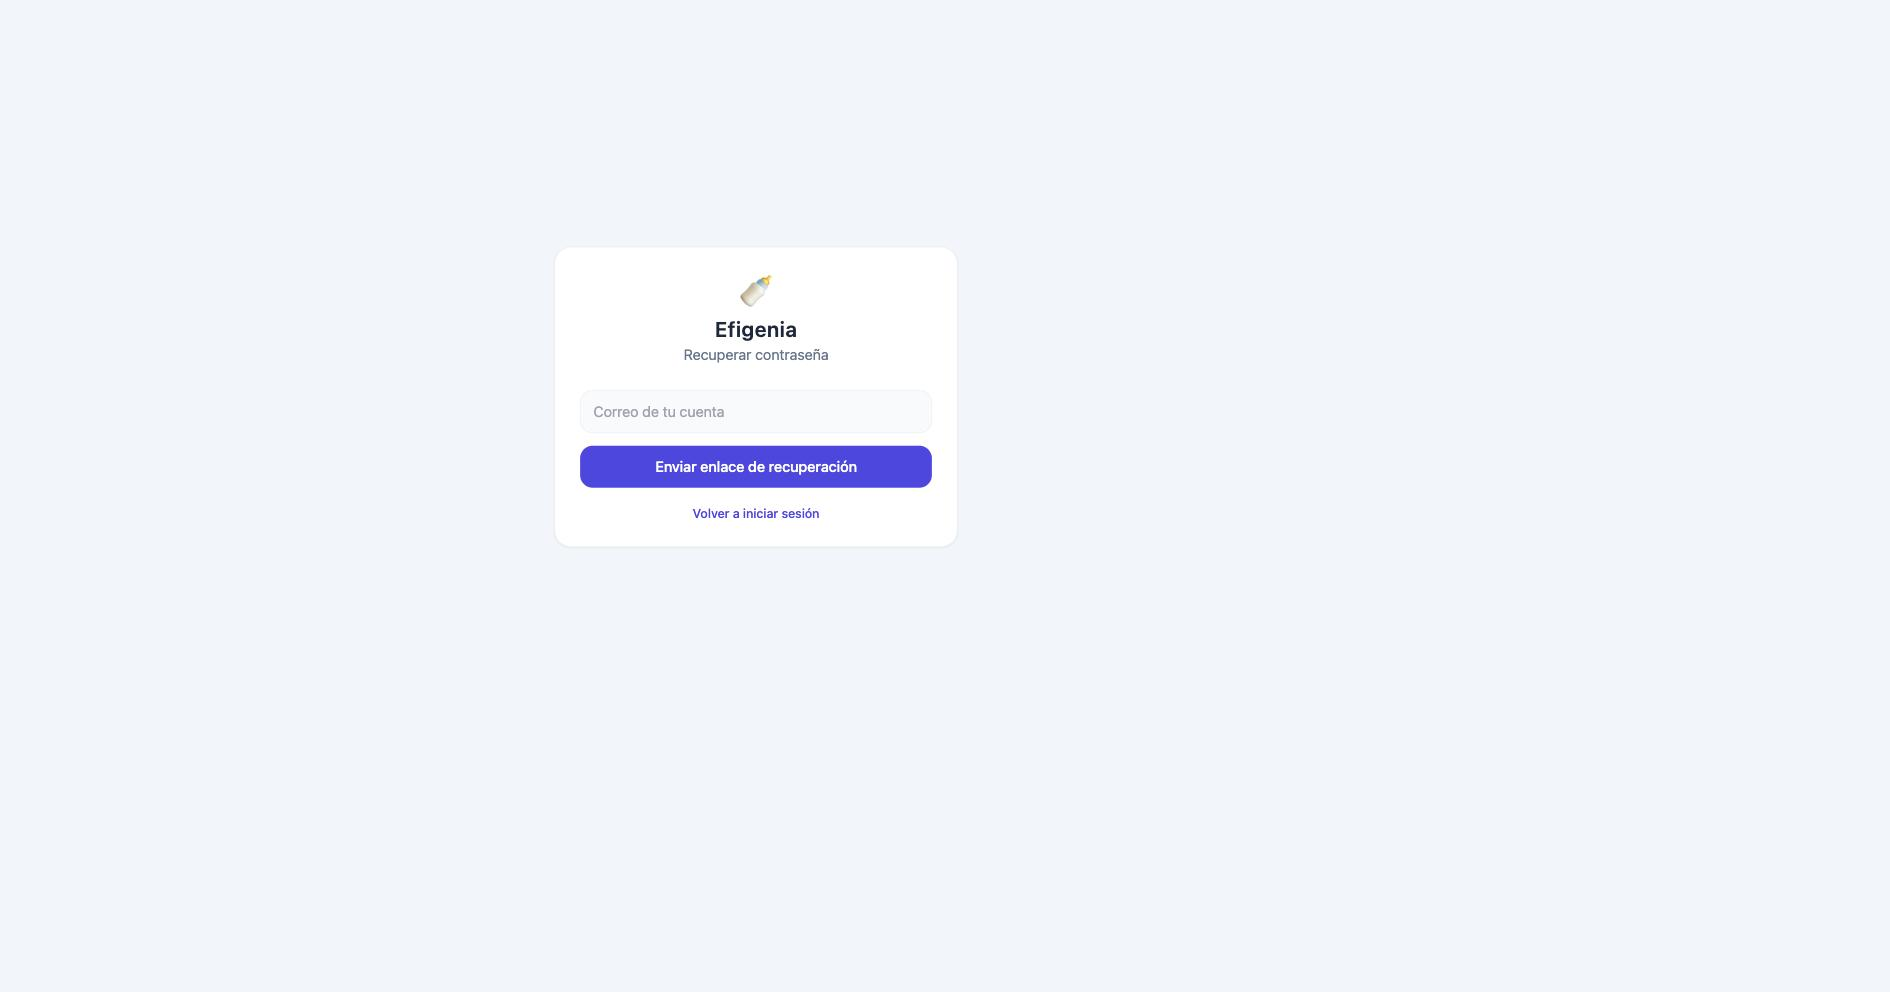 Efigenia
Recuperar contraseña
Correo de tu cuenta
Enviar enlace de recuperación
Volver a iniciar sesión